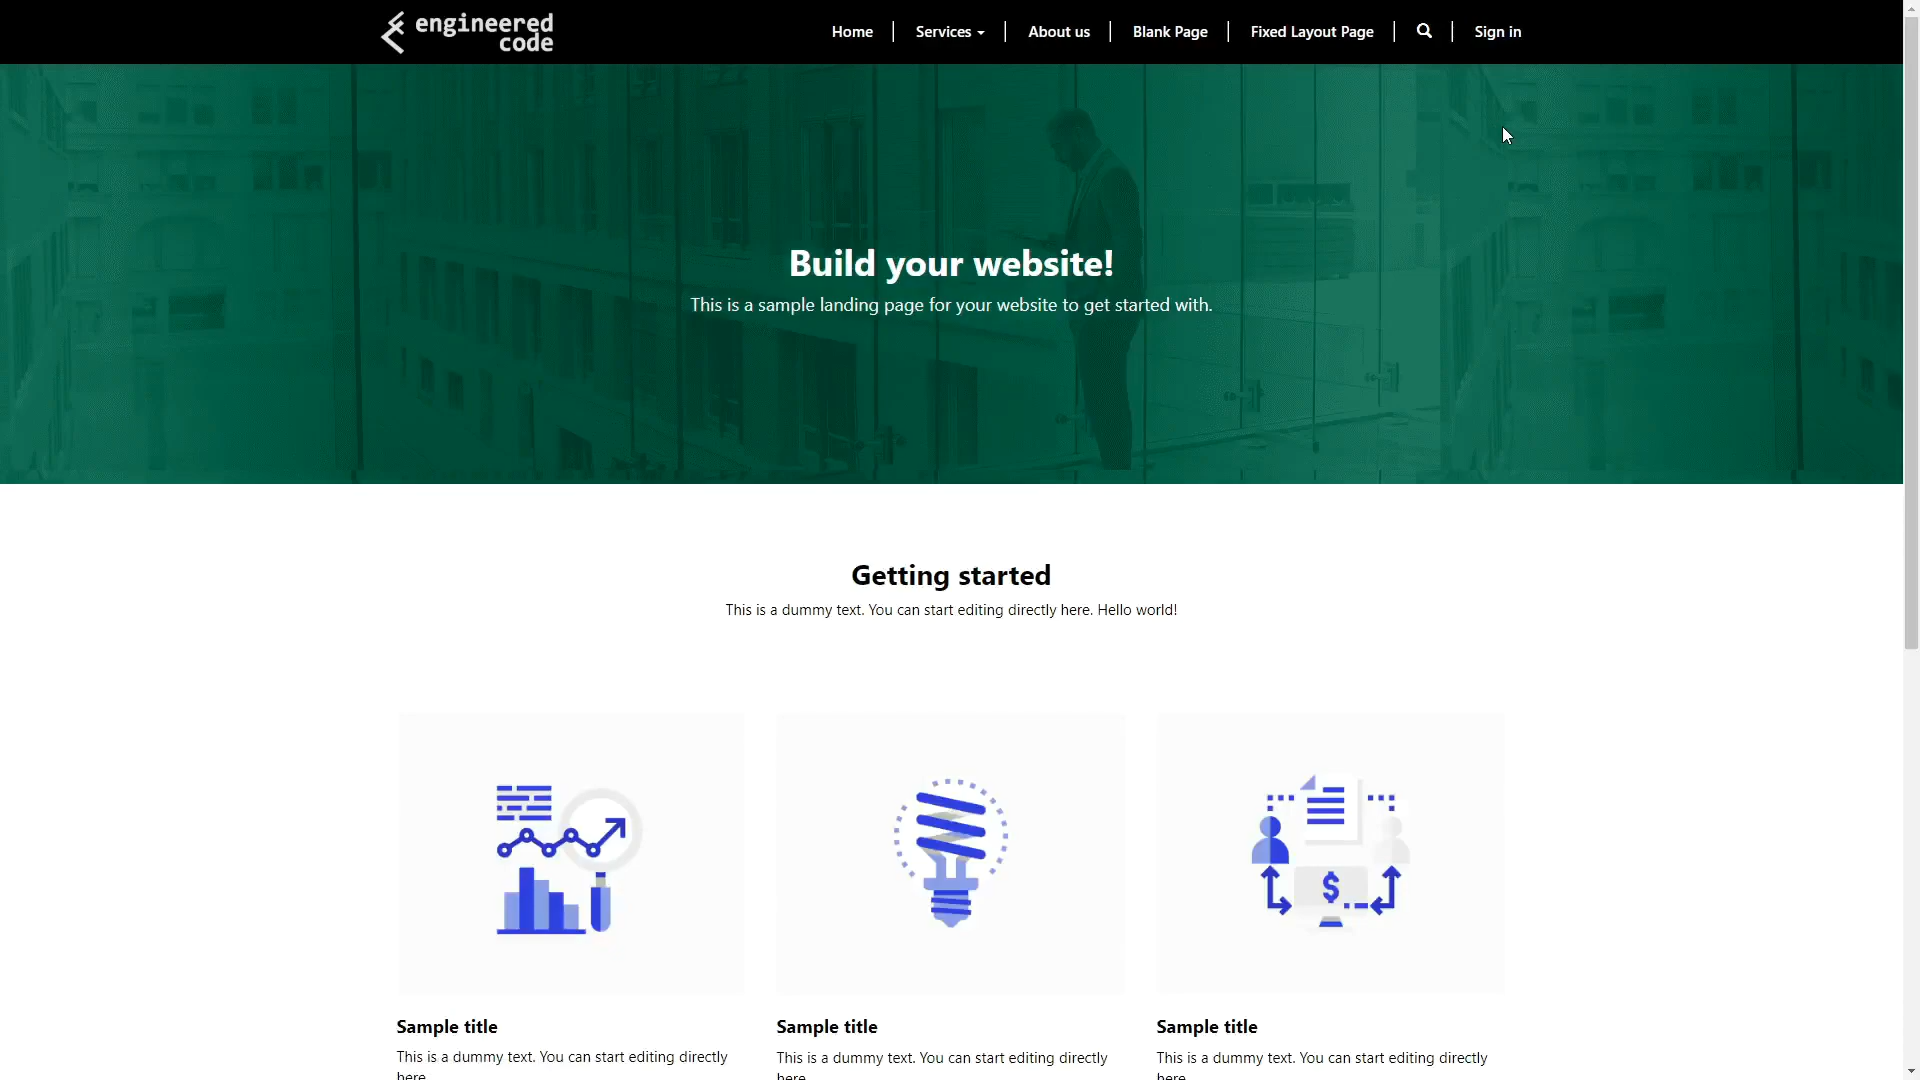 engineered
code
Home
Services
About us
Blank Page
Fixed Layout Page
Sign in
Build your website!
This is a sample landing page for your website to get started with.
Getting started
This is a dummy text. You can start editing directly here. Hello world!
$
Sample title
This is a dummy text. You can start editing directly
here.
Sample title
This is a dummy text. You can start editing directly
here.
Sample title
This is a dummy text. You can start editing directly
here.